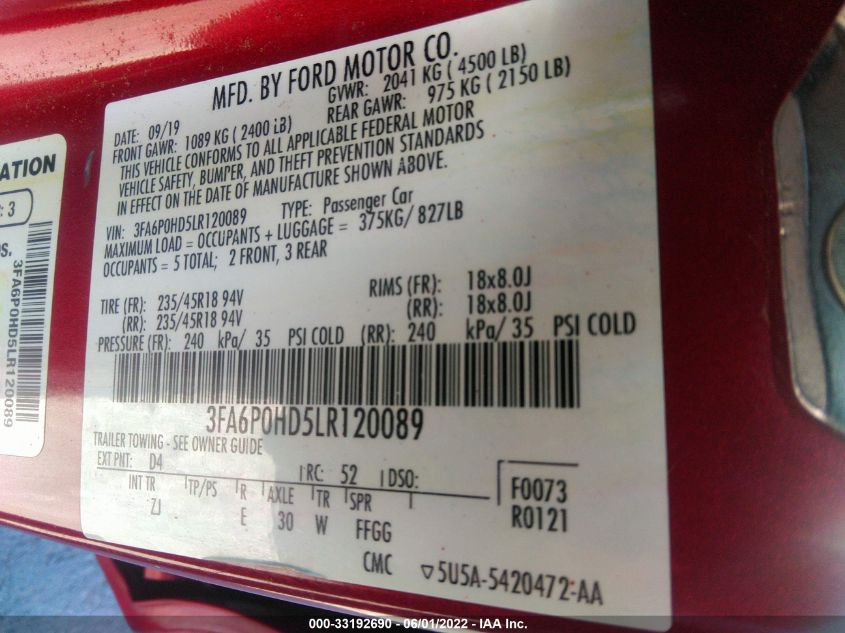 MFD. BY FORD MOTOR CO.
DATE: 09/19 GVWR: 2041 KG ( 4500 LB)
FRONT GAWR: 1089 KG ( 2400 LB) REAR GAWR: 975 KG ( 2150 LB)
THIS VEHICLE CONFORMS TO ALL APPLICABLE FEDERAL MOTOR
VEHICLE SAFETY, BUMPER, AND THEFT PREVENTION STANDARDS
IN EFFECT ON THE DATE OF MANUFACTURE SHOWN ABOVE.
VIN: 3FA6P0HD5LR120089 TYPE: Passenger Car
MAXIMUM LOAD = OCCUPANTS + LUGGAGE = 375KG/ 827LB
OCCUPANTS = 5 TOTAL; 2 FRONT, 3 REAR
TIRE (FR): 235/45R18 94V RIMS (FR): 18x8.0J
(RR): 235/45R18 94V (RR): 18x8.0J
PRESSURE (FR): 240 kPa/ 35 PSI COLD (RR): 240 kPa/ 35 PSI COLD
3FA6P0HD5LR120089
TRAILER TOWING - SEE OWNER GUIDE
EXT PNT: D4 RC: 52 DSO:
INT TR TP/PS R AXLE TR SPR F0073
ZJ E 30 W FFGG R0121
CMC ▽5U5A-5420472-AA
ATION
: 3
os.
3FA6P0HD5LR120089
000-33192690 - 06/01/2022 - IAA Inc.